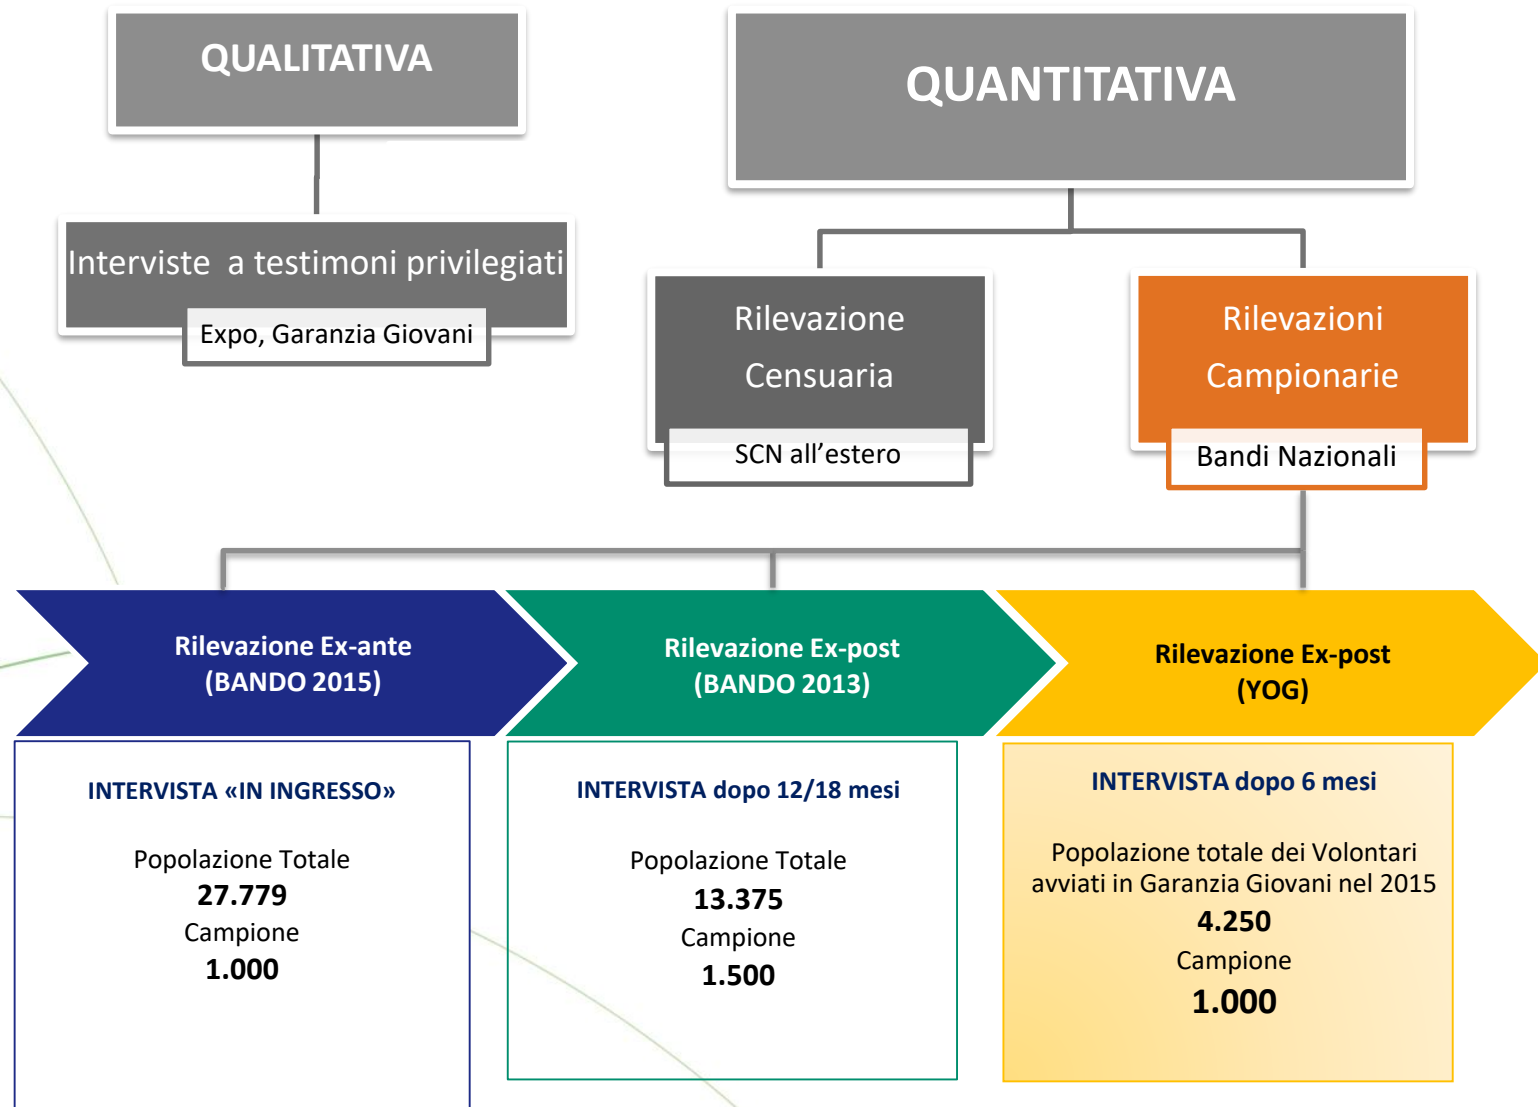 QUALITATIVA
QUANTITATIVA
Interviste a testimoni privilegiati
Expo, Garanzia Giovani
Rilevazione
Censuaria
SCN all’estero
Rilevazioni
Campionarie
Bandi Nazionali
Rilevazione Ex-ante
(BANDO 2015)
Rilevazione Ex-post
(BANDO 2013)
Rilevazione Ex-post
(YOG)
INTERVISTA «IN INGRESSO»
Popolazione Totale
27.779
Campione
1.000
INTERVISTA dopo 12/18 mesi
Popolazione Totale
13.375
Campione
1.500
INTERVISTA dopo 6 mesi
Popolazione totale dei Volontari
avviati in Garanzia Giovani nel 2015
4.250
Campione
1.000